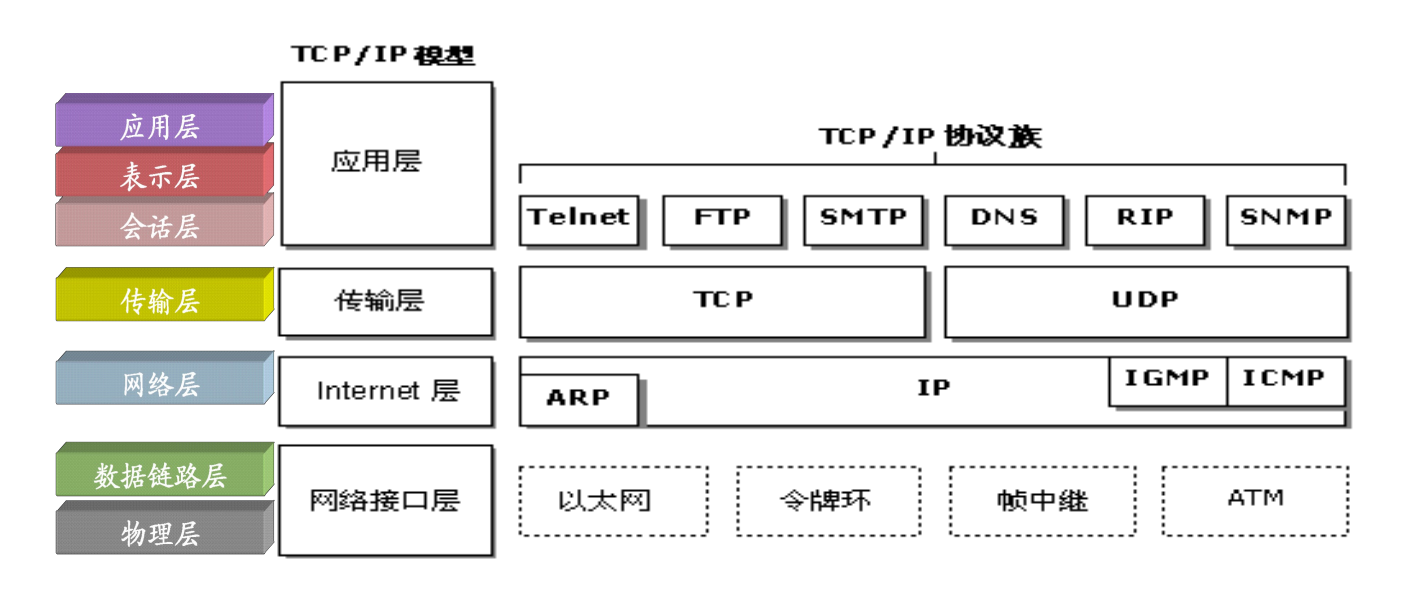 TCP/IP 模型
应用层
表示层
会话层
应用层
TCP/IP 协议族
Telnet
FTP
SMTP
DNS
RIP
SNMP
传输层
传输层
TCP
UDP
网络层
Internet 层
ARP
IP
IGMP
ICMP
数据链路层
物理层
网络接口层
以太网
令牌环
帧中继
ATM